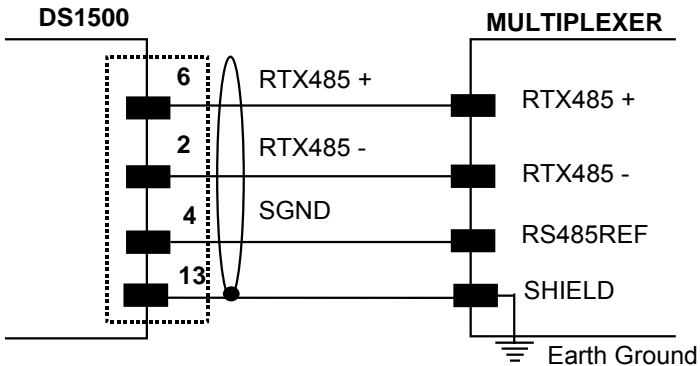 DS1500
MULTIPLEXER
6
RTX485 +
RTX485 +
2
RTX485 -
RTX485 -
4
SGND
RS485REF
13
SHIELD
Earth Ground